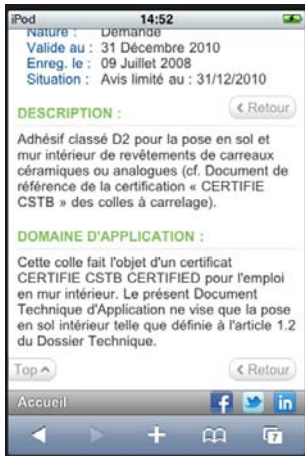 iPod 14:52
Nature : Demande
Valide au : 31 Décembre 2010
Enreg. le : 09 Juillet 2008
Situation : Avis limité au : 31/12/2010
DESCRIPTION :
Retour
Adhésif classé D2 pour la pose en sol et
mur intérieur de revêtements de carreaux
céramiques ou analogues (cf. Document de
référence de la certification « CERTIFIE
CSTB » des colles à carrelage).
DOMAINE D'APPLICATION :
Cette colle fait l'objet d'un certificat
CERTIFIE CSTB CERTIFIED pour l'emploi
en mur intérieur. Le présent Document
Technique d'Application ne vise que la pose
en sol intérieur telle que définie à l'article 1.2
du Dossier Technique.
Top Retour
Accueil f in
7